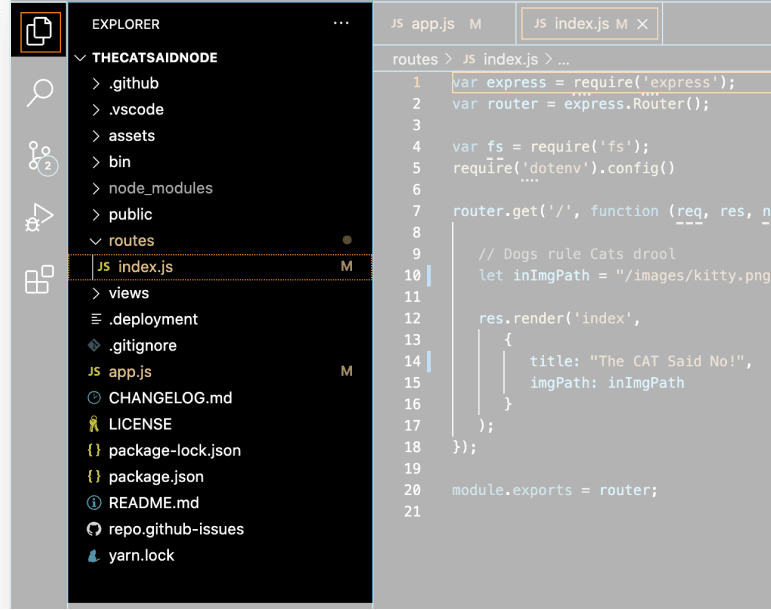 EXPLORER ...
THECATSAIDNODE
.github
.vscode
assets
bin
node_modules
public
routes
JS index.js M
views
.deployment
.gitignore
JS app.js M
CHANGELOG.md
LICENSE
{} package-lock.json
{} package.json
README.md
repo.github-issues
yarn.lock
2
JS app.js M JS index.js M
routes > JS index.js > ...
1 var express = require('express');
2 var router = express.Router();
3
4 var fs = require('fs');
5 require('dotenv').config()
6
7 router.get('/', function (req, res, n
8
9 // Dogs rule Cats drool
10 let inImgPath = "/images/kitty.png
11
12 res.render('index',
13 {
14 title: "The CAT Said No!",
15 imgPath: inImgPath
16 }
17 );
18 });
19
20 module.exports = router;
21